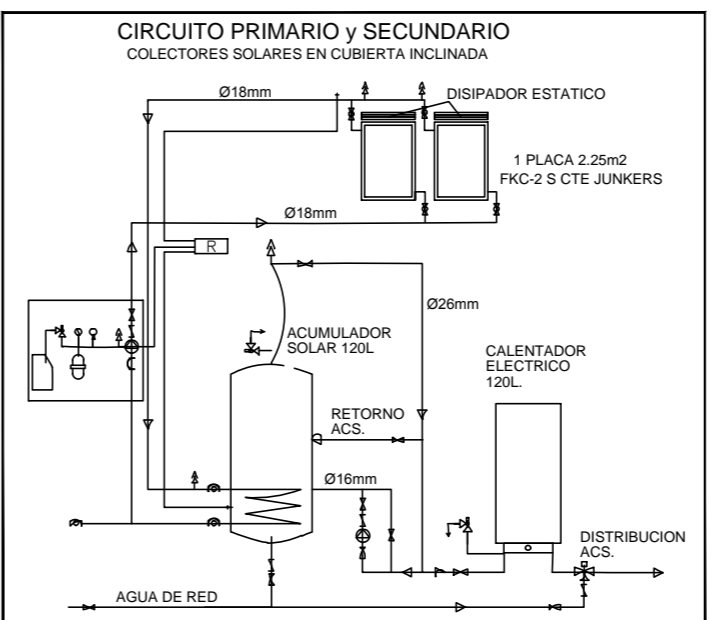 CIRCUITO PRIMARIO y SECUNDARIO
COLECTORES SOLARES EN CUBIERTA INCLINADA
Ø18mm
DISIPADOR ESTATICO
1 PLACA 2.25m2
FKC-2 S CTE JUNKERS
Ø18mm
R
Ø26mm
ACUMULADOR
SOLAR 120L
CALENTADOR
ELECTRICO
120L.
RETORNO
ACS.
Ø16mm
DISTRIBUCION
ACS.
AGUA DE RED